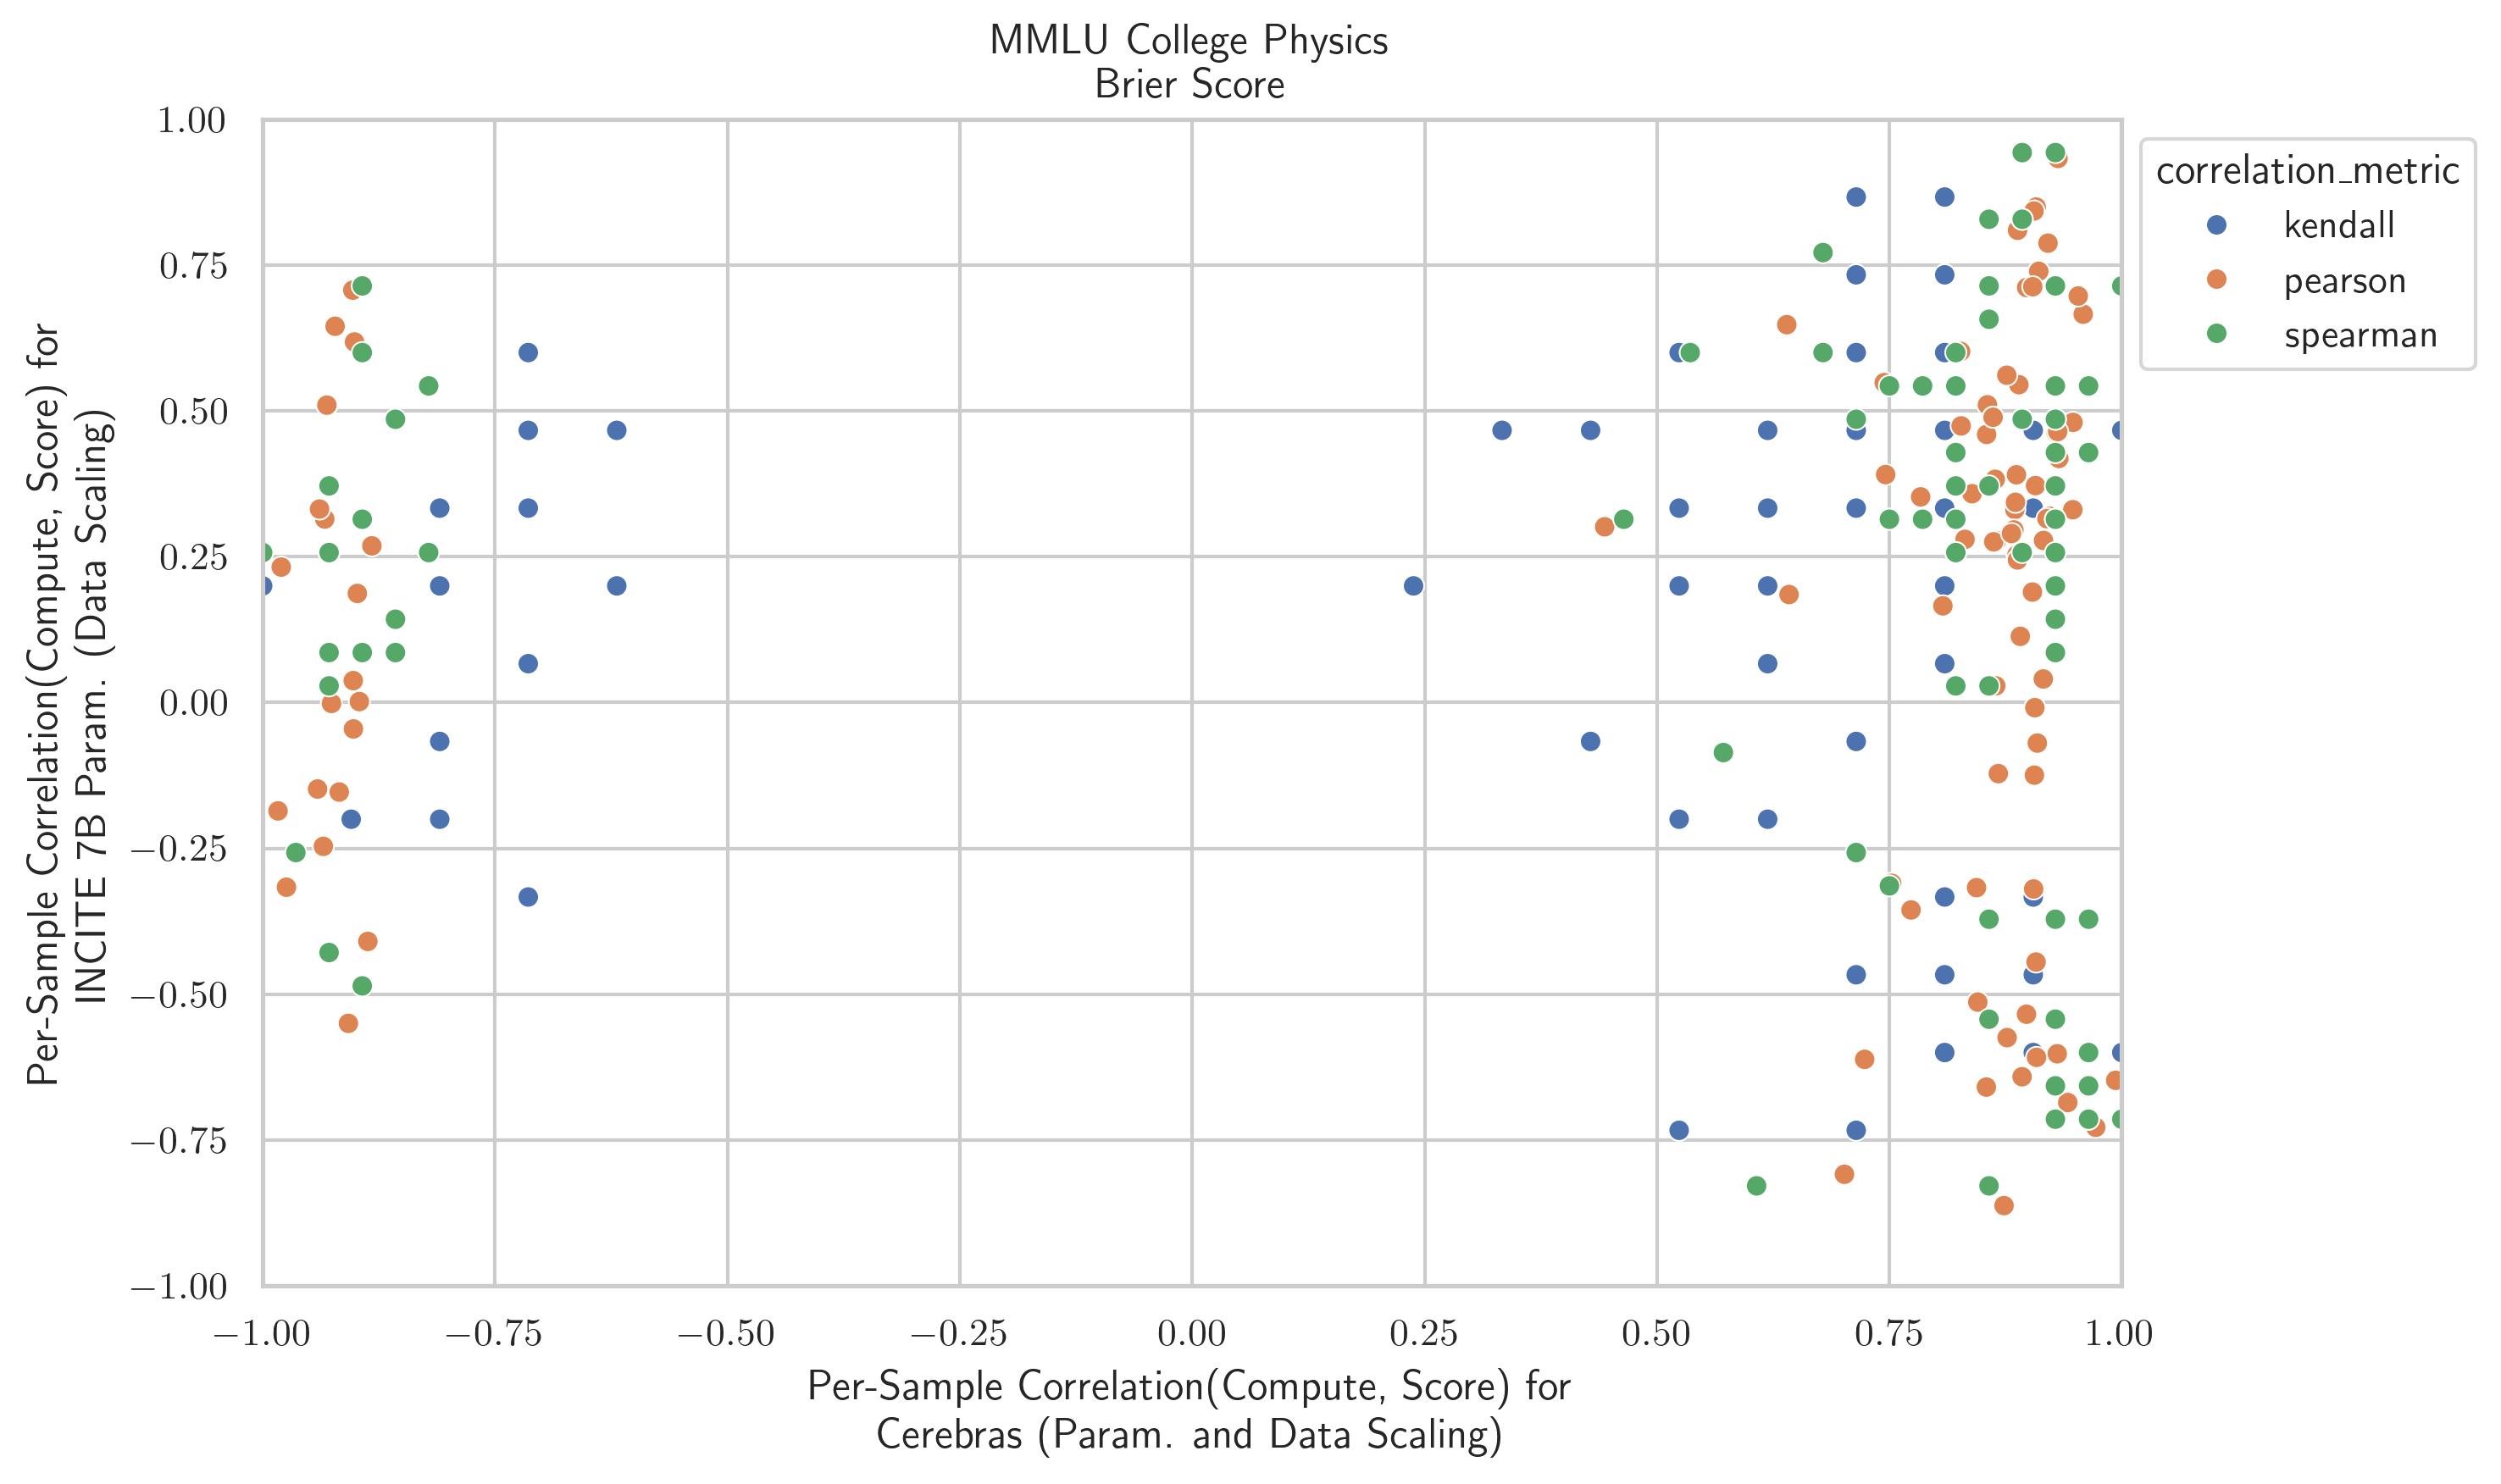 MMLU College Physics
Brier Score
1.00
0.75
0.50
0.25
0.00
−0.25
−0.50
−0.75
−1.00
Per-Sample Correlation(Compute, Score) for
INCITE 7B Param. (Data Scaling)
−1.00
−0.75
−0.50
−0.25
0.00
0.25
0.50
0.75
1.00
Per-Sample Correlation(Compute, Score) for
Cerebras (Param. and Data Scaling)
correlation_metric
kendall
pearson
spearman